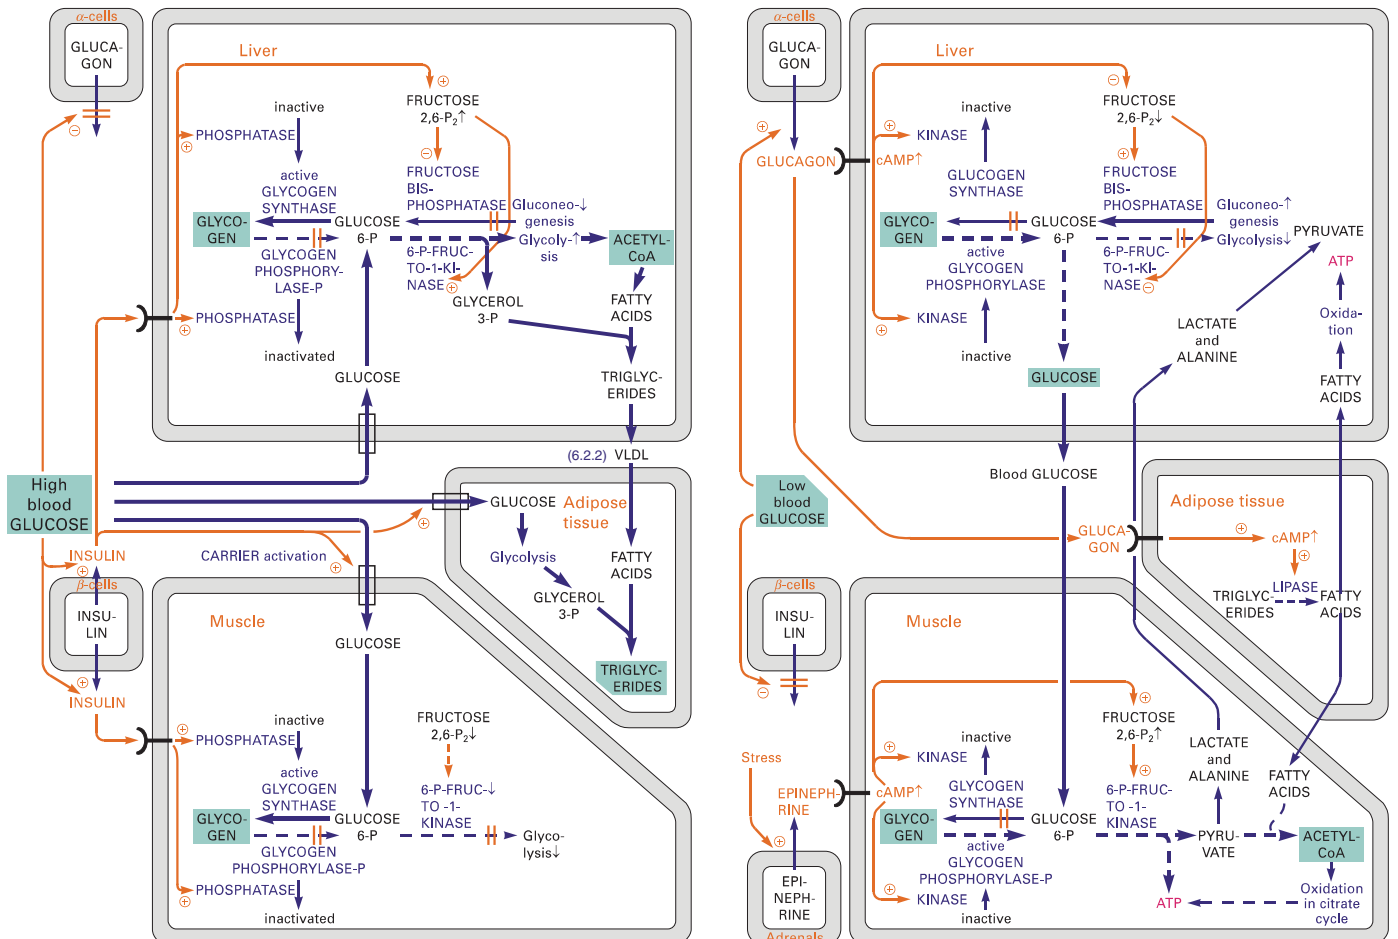 α-cells
GLUCA-
GON
⊖
Liver
inactive
PHOSPHATASE
⊕
active
GLYCOGEN
SYNTHASE
GLYCO-
GEN
GLYCOGEN
PHOSPHORY-
LASE-P
PHOSPHATASE
⊕
inactivated
⊕
FRUCTOSE
2,6-P₂↑
⊖
FRUCTOSE
BIS-
PHOSPHATASE
GLUCOSE
6-P
Gluconeo-↓
genesis
Glycoly-↑
sis
6-P-FRUC-
TO-1-KI-
NASE
⊕
ACETYL-
CoA
GLYCEROL
3-P
FATTY
ACIDS
TRIGLYC-
ERIDES
GLUCOSE
(6.2.2) VLDL
High
blood
GLUCOSE
GLUCOSE
Adipose
tissue
⊕
Glycolysis
FATTY
ACIDS
GLYCEROL
3-P
TRIGLYC-
ERIDES
CARRIER activation
⊕
INSULIN
⊕
β-cells
INSU-
LIN
⊕
INSULIN
Muscle
GLUCOSE
inactive
⊕
PHOSPHATASE
active
GLYCOGEN
SYNTHASE
GLYCO-
GEN
GLUCOSE
6-P
GLYCOGEN
PHOSPHORYLASE-P
PHOSPHATASE
⊕
inactivated
FRUCTOSE
2,6-P₂↓
⊕
6-P-FRUC-↓
TO -1-
KINASE
Glyco-
lysis↓
α-cells
GLUCA-
GON
⊕
GLUCAGON
Liver
cAMP↑
inactive
⊕
KINASE
GLUCOGEN
SYNTHASE
GLYCO-
GEN
active
GLYCOGEN
PHOSPHORYLASE
KINASE
⊕
inactive
⊖
FRUCTOSE
2,6-P₂↓
⊕
FRUCTOSE
BIS-
PHOSPHATASE
GLUCOSE
6-P
Gluconeo-↑
genesis
Glycolysis↓
6-P-FRUC-
TO-1-KI-
NASE
⊖
PYRUVATE
ATP
Oxida-
tion
LACTATE
and
ALANINE
FATTY
ACIDS
GLUCOSE
Blood GLUCOSE
Low
blood
GLUCOSE
Adipose tissue
GLUCA-
GON
⊕
cAMP↑
⊕
LIPASE
TRIGLYC-
ERIDES
FATTY
ACIDS
β-cells
INSU-
LIN
⊖
Stress
⊕
EPINEPH-
RINE
EPI-
NEPH-
RINE
Adrenals
Muscle
cAMP↑
inactive
⊕
KINASE
GLYCOGEN
SYNTHASE
GLYCO-
GEN
active
GLYCOGEN
PHOSPHORYLASE-P
KINASE
⊕
inactive
GLUCOSE
6-P
⊕
FRUCTOSE
2,6-P₂↑
⊕
6-P-FRUC-
TO -1-
KINASE
LACTATE
and
ALANINE
PYRU-
VATE
FATTY
ACIDS
ACETYL-
CoA
ATP
Oxidation
in citrate
cycle